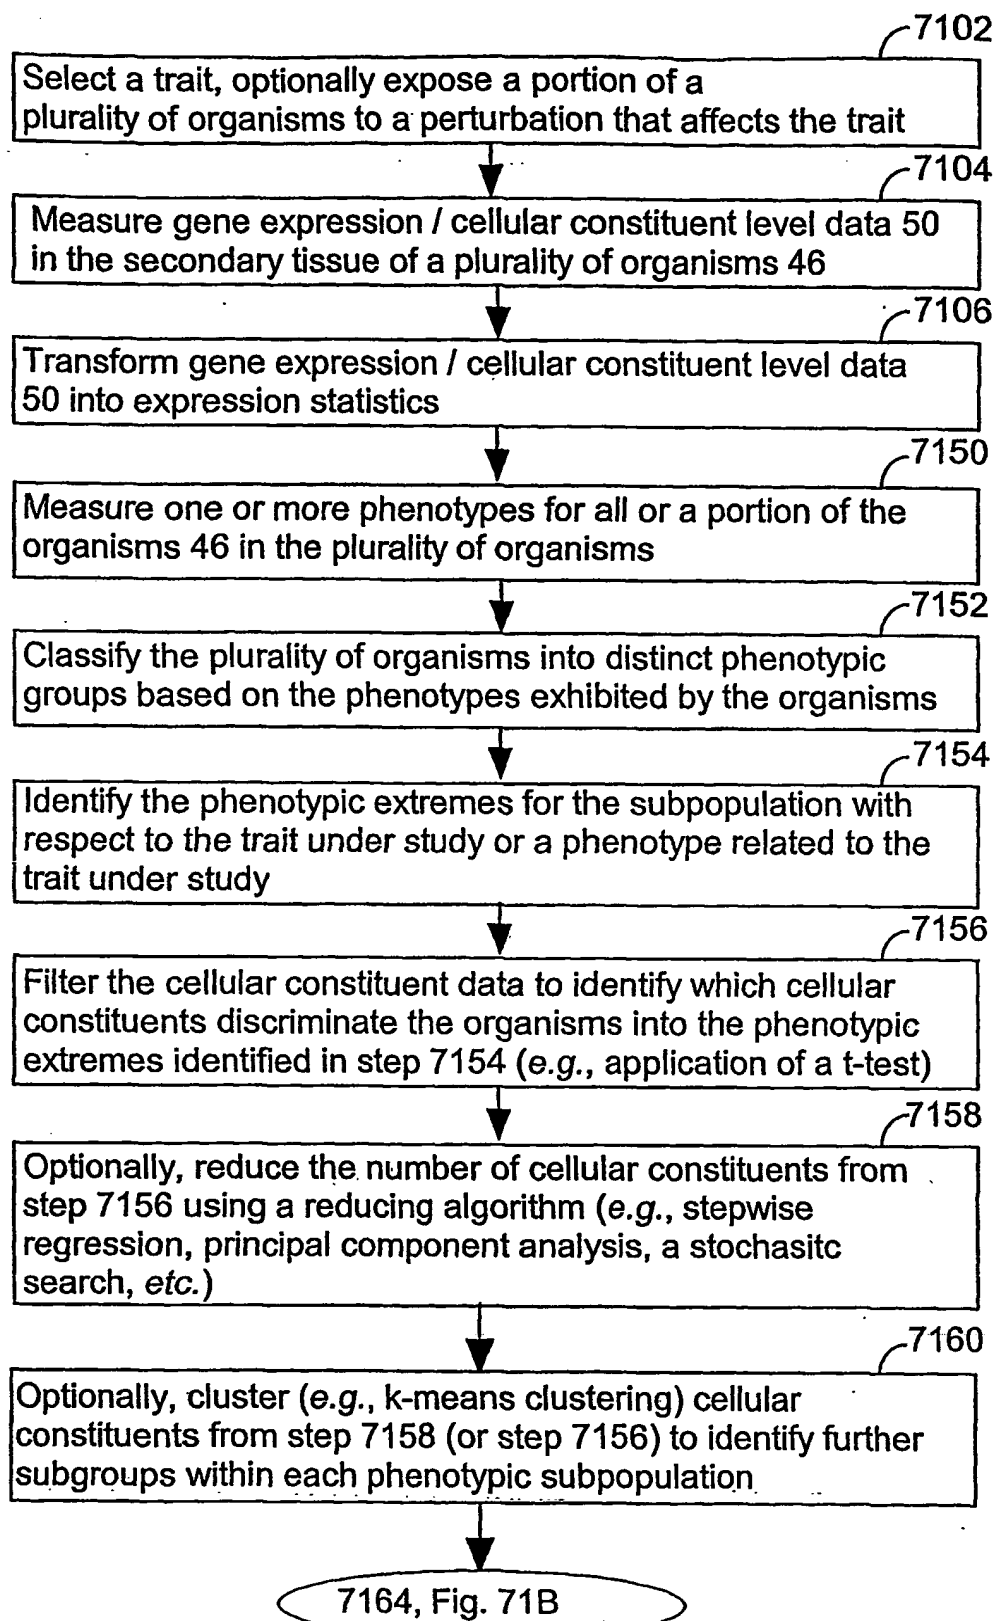 7102
Select a trait, optionally expose a portion of a
plurality of organisms to a perturbation that affects the trait
7104
Measure gene expression / cellular constituent level data 50
in the secondary tissue of a plurality of organisms 46
7106
Transform gene expression / cellular constituent level data
50 into expression statistics
7150
Measure one or more phenotypes for all or a portion of the
organisms 46 in the plurality of organisms
7152
Classify the plurality of organisms into distinct phenotypic
groups based on the phenotypes exhibited by the organisms
7154
Identify the phenotypic extremes for the subpopulation with
respect to the trait under study or a phenotype related to the
trait under study
7156
Filter the cellular constituent data to identify which cellular
constituents discriminate the organisms into the phenotypic
extremes identified in step 7154 (e.g., application of a t-test)
7158
Optionally, reduce the number of cellular constituents from
step 7156 using a reducing algorithm (e.g., stepwise
regression, principal component analysis, a stochasitc
search, etc.)
7160
Optionally, cluster (e.g., k-means clustering) cellular
constituents from step 7158 (or step 7156) to identify further
subgroups within each phenotypic subpopulation
7164, Fig. 71B